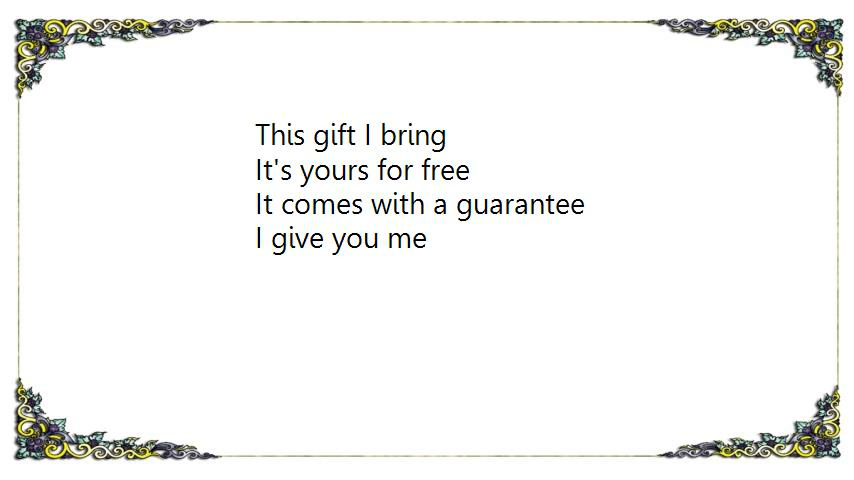 This gift I bring
It's yours for free
It comes with a guarantee
I give you me